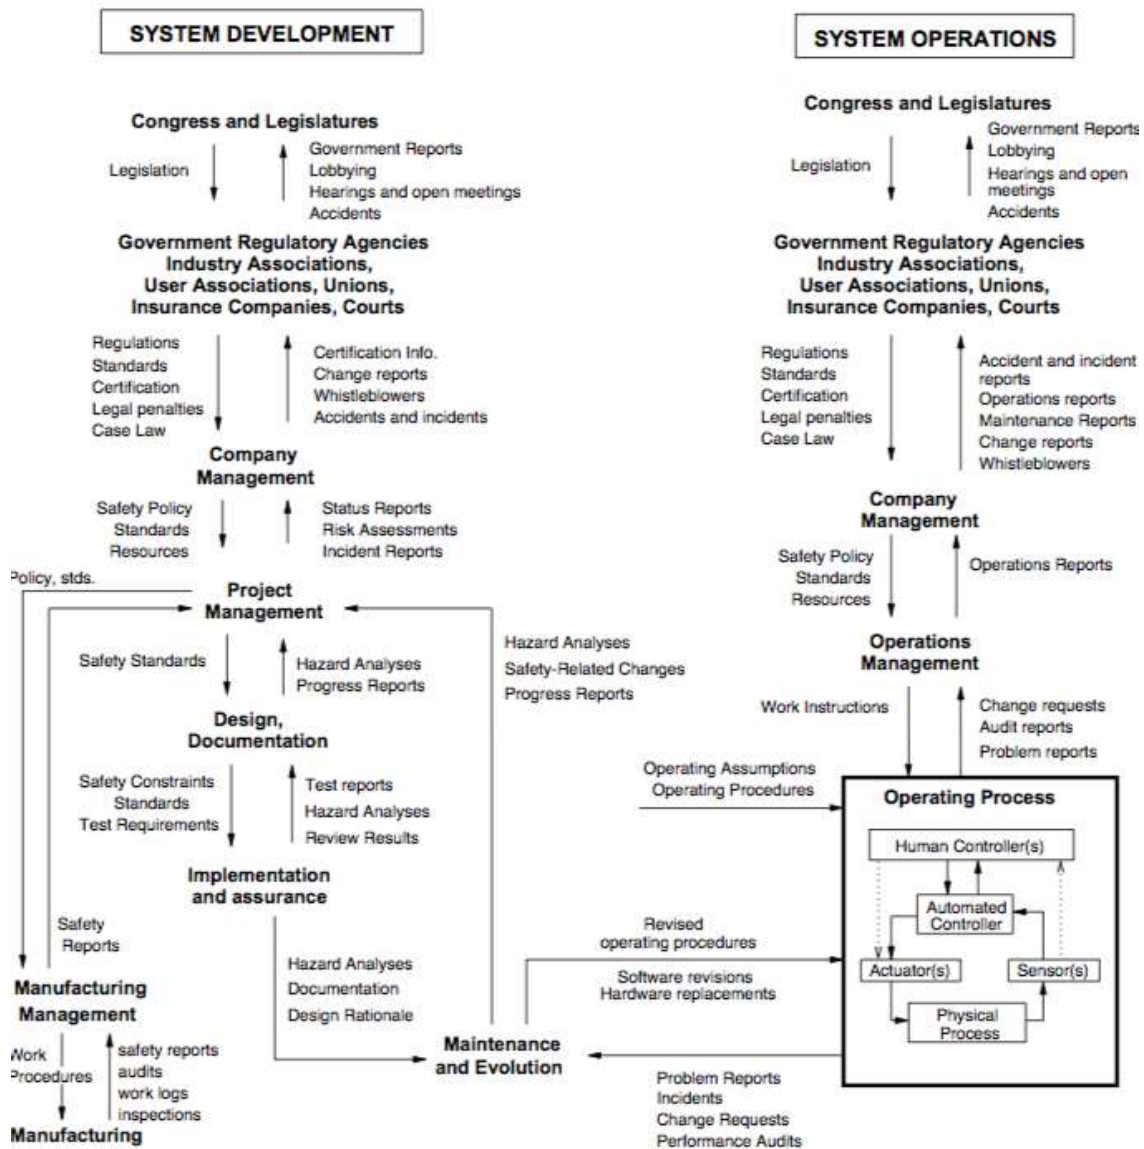 SYSTEM DEVELOPMENT
Congress and Legislatures
Legislation
Government Reports
Lobbying
Hearings and open meetings
Accidents
Government Regulatory Agencies
Industry Associations,
User Associations, Unions,
Insurance Companies, Courts
Regulations
Standards
Certification
Legal penalties
Case Law
Certification Info.
Change reports
Whistleblowers
Accidents and incidents
Company
Management
Safety Policy
Standards
Resources
Status Reports
Risk Assessments
Incident Reports
Policy, stds.
Project
Management
Safety Standards
Hazard Analyses
Progress Reports
Hazard Analyses
Safety-Related Changes
Progress Reports
Design,
Documentation
Safety Constraints
Standards
Test Requirements
Test reports
Hazard Analyses
Review Results
Implementation
and assurance
Safety
Reports
Hazard Analyses
Documentation
Design Rationale
Manufacturing
Management
Work
Procedures
safety reports
audits
work logs
inspections
Manufacturing
Maintenance
and Evolution
SYSTEM OPERATIONS
Congress and Legislatures
Legislation
Government Reports
Lobbying
Hearings and open
meetings
Accidents
Government Regulatory Agencies
Industry Associations,
User Associations, Unions,
Insurance Companies, Courts
Regulations
Standards
Certification
Legal penalties
Case Law
Accident and incident
reports
Operations reports
Maintenance Reports
Change reports
Whistleblowers
Company
Management
Safety Policy
Standards
Resources
Operations Reports
Operations
Management
Work Instructions
Change requests
Audit reports
Problem reports
Operating Assumptions
Operating Procedures
Operating Process
Human Controller(s)
Automated
Controller
Actuator(s)
Sensor(s)
Physical
Process
Revised
operating procedures
Software revisions
Hardware replacements
Problem Reports
Incidents
Change Requests
Performance Audits